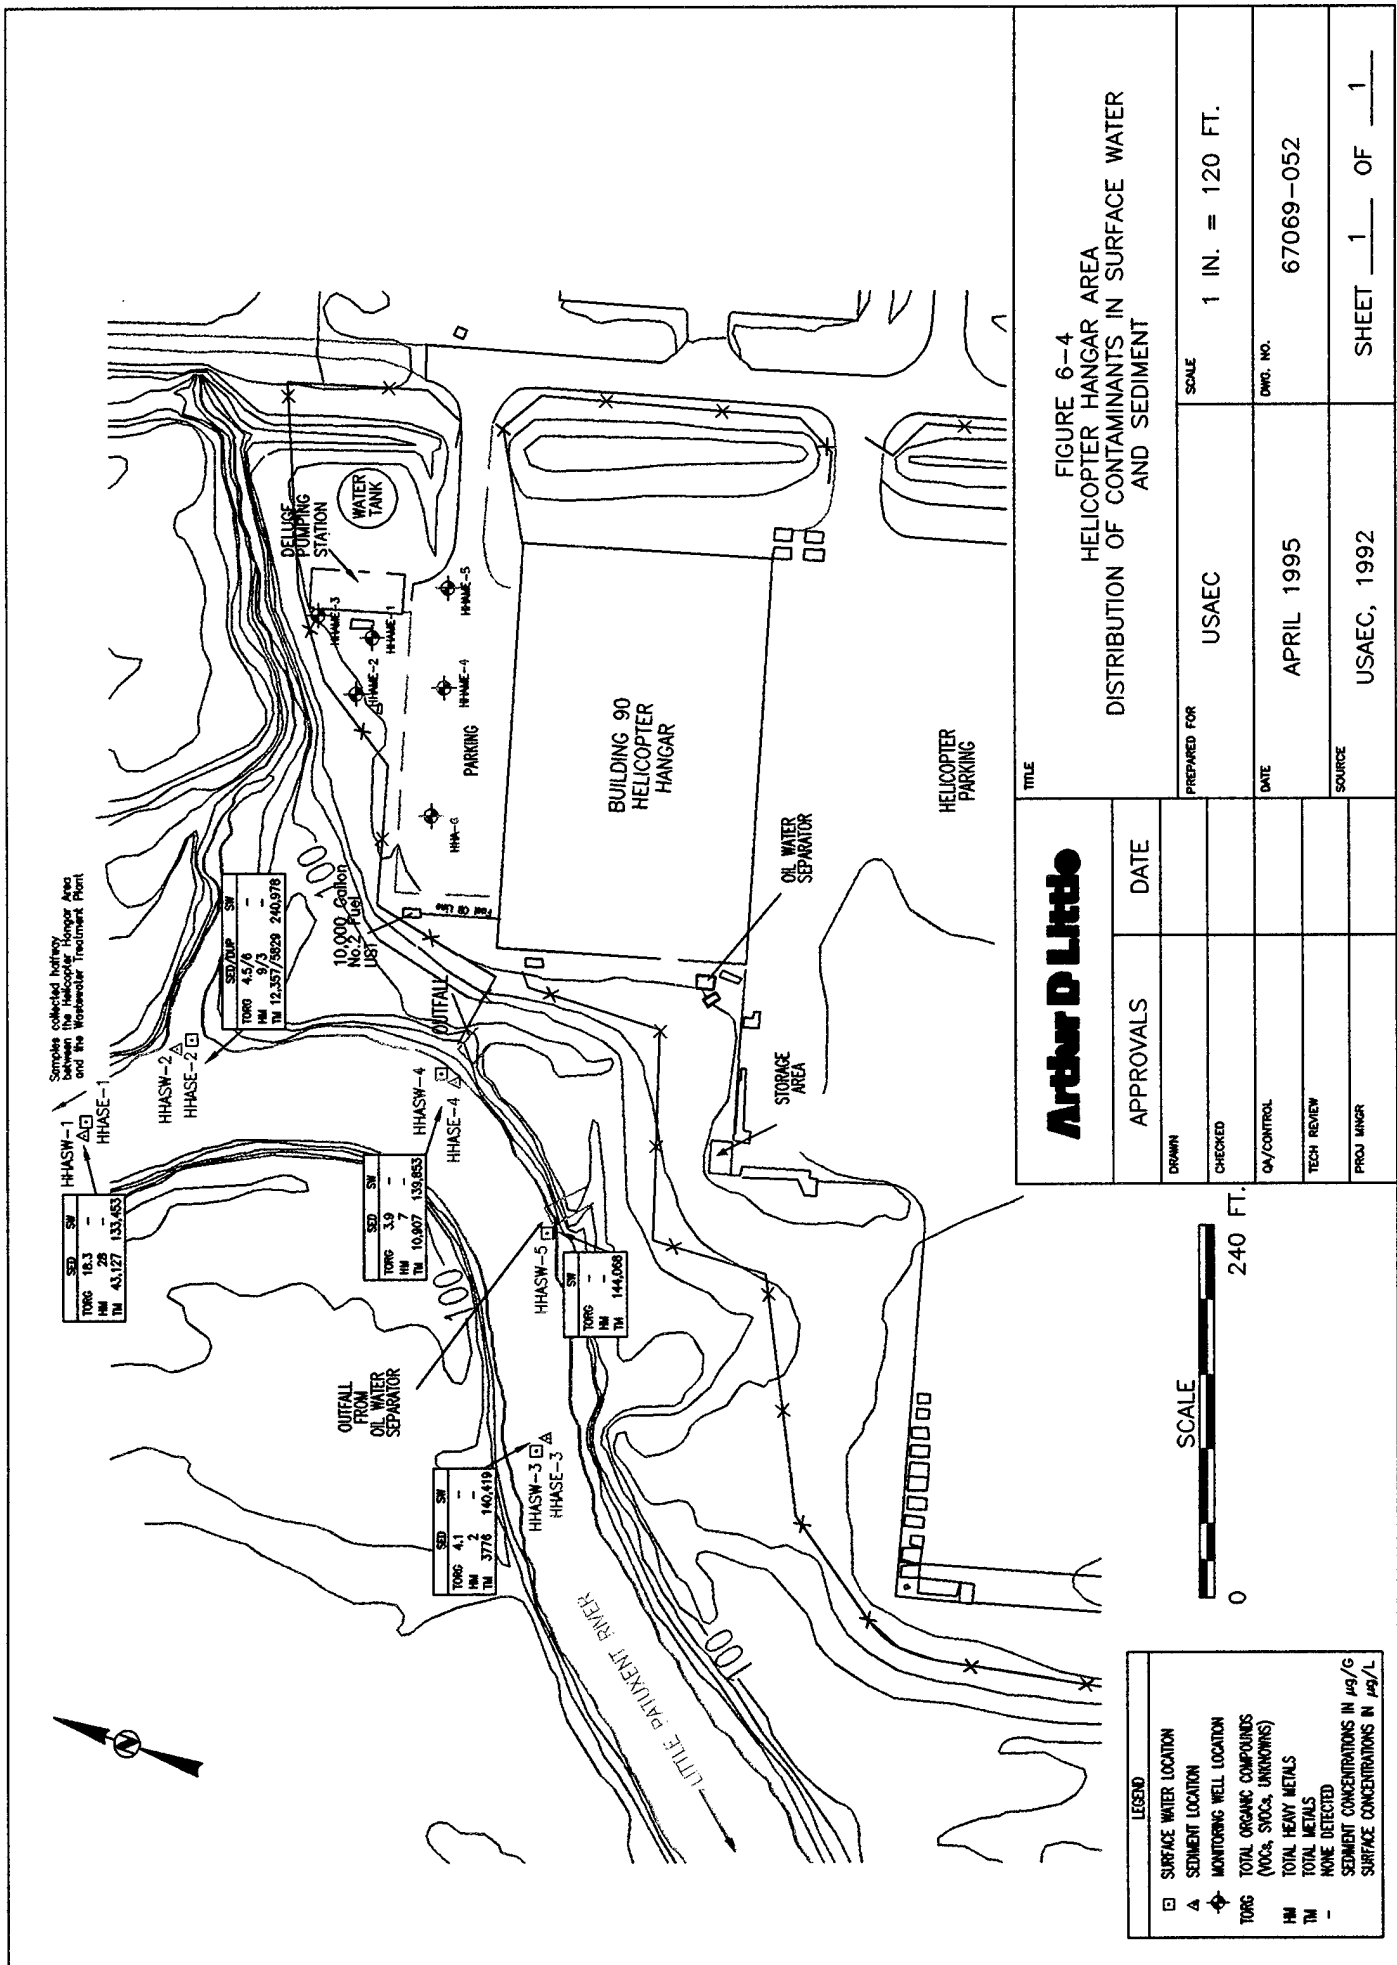 Samples collected halfway
between the Helicopter Hangar Area
and the Wastewater Treatment Plant
HHASW-1
HHASE-1
SED SW
TORG 18.3 -
HM 28 -
TM 43,127 133,453
HHASW-2
HHASE-2
SED/DUP SW
TORG 4.5/6 -
HM 9/3 -
TM 12,357/5829 240,978
SED SW
TORG 3.9 -
HM 7 -
TM 10,907 139,853
HHASW-4
HHASE-4
OUTFALL
100
10,000 Gallon
No.2 Fuel
UST
Fuel Oil Line
DELUGE
PUMPING
STATION
WATER
TANK
HHAME-3
HHAME-1
HHAME-2
HHAME-5
HHAME-4
HHA-6
PARKING
BUILDING 90
HELICOPTER
HANGAR
OIL WATER
SEPARATOR
HELICOPTER
PARKING
STORAGE
AREA
100
OUTFALL
FROM
OIL WATER
SEPARATOR
HHASW-5
SW
TORG -
HM -
TM 144,068
SED SW
TORG 4.1 -
HM 2 -
TM 3776 140,419
HHASW-3
HHASE-3
LITTLE PATUXENT RIVER
100
N
LEGEND
SURFACE WATER LOCATION
SEDIMENT LOCATION
MONITORING WELL LOCATION
TORG TOTAL ORGANIC COMPOUNDS
(VOCs, SVOCs, UNKNOWNS)
HM TOTAL HEAVY METALS
TM TOTAL METALS
- NONE DETECTED
SEDIMENT CONCENTRATIONS IN µg/G
SURFACE CONCENTRATIONS IN µg/L
SCALE
0 240 FT.
Arthur D Little
APPROVALS DATE
DRAWN
CHECKED
QA/CONTROL
TECH REVIEW
PROJ MNGR
TITLE
FIGURE 6-4
HELICOPTER HANGAR AREA
DISTRIBUTION OF CONTAMINANTS IN SURFACE WATER
AND SEDIMENT
PREPARED FOR USAEC
SCALE 1 IN. = 120 FT.
DATE APRIL 1995
DWG. NO. 67069-052
SOURCE USAEC, 1992
SHEET 1 OF 1